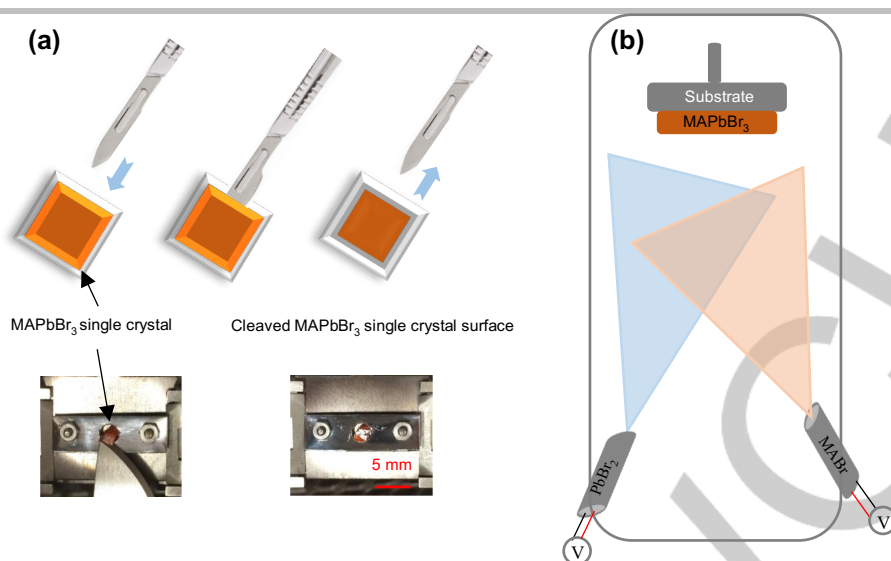 (a)
MAPbBr₃ single crystal
Cleaved MAPbBr₃ single crystal surface
5 mm
(b)
Substrate
MAPbBr₃
PbBr₂
MABr
V
V